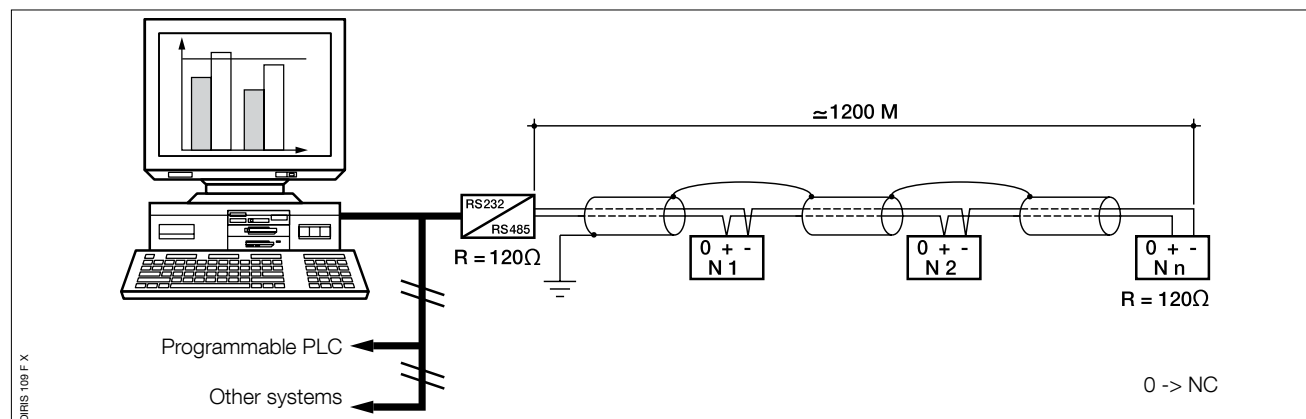 ≃1200 M
RS232
RS485
R = 120Ω
0 + -
N 1
0 + -
N 2
0 + -
N n
R = 120Ω
Programmable PLC
Other systems
0 -> NC
DIRIS 109 F X